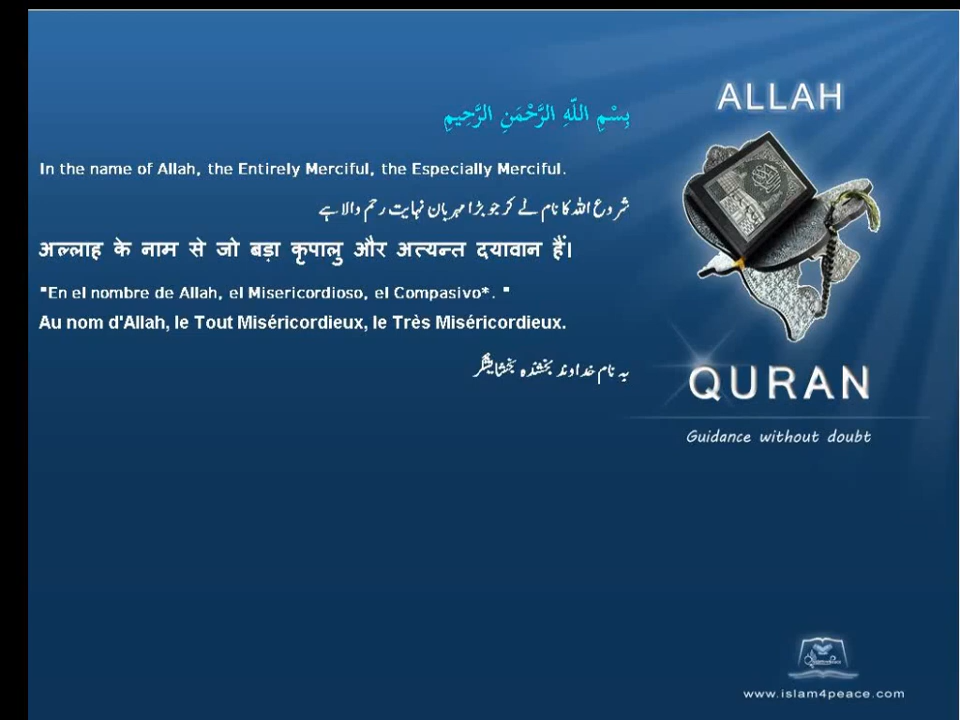 بِسْمِ اللَّهِ الرَّحْمَنِ الرَّحِيمِ
In the name of Allah, the Entirely Merciful, the Especially Merciful.
شروع الله کا نام لے کر جو بڑا مہربان نہایت رحم والا ہے
अल्लाह के नाम से जो बड़ा कृपालु और अत्यन्त दयावान हैं।
"En el nombre de Allah, el Misericordioso, el Compasivo*. "
Au nom d'Allah, le Tout Miséricordieux, le Très Miséricordieux.
به نام خداوند بخشنده بخشایشگر
ALLAH
QURAN
Guidance without doubt
www.islam4peace.com